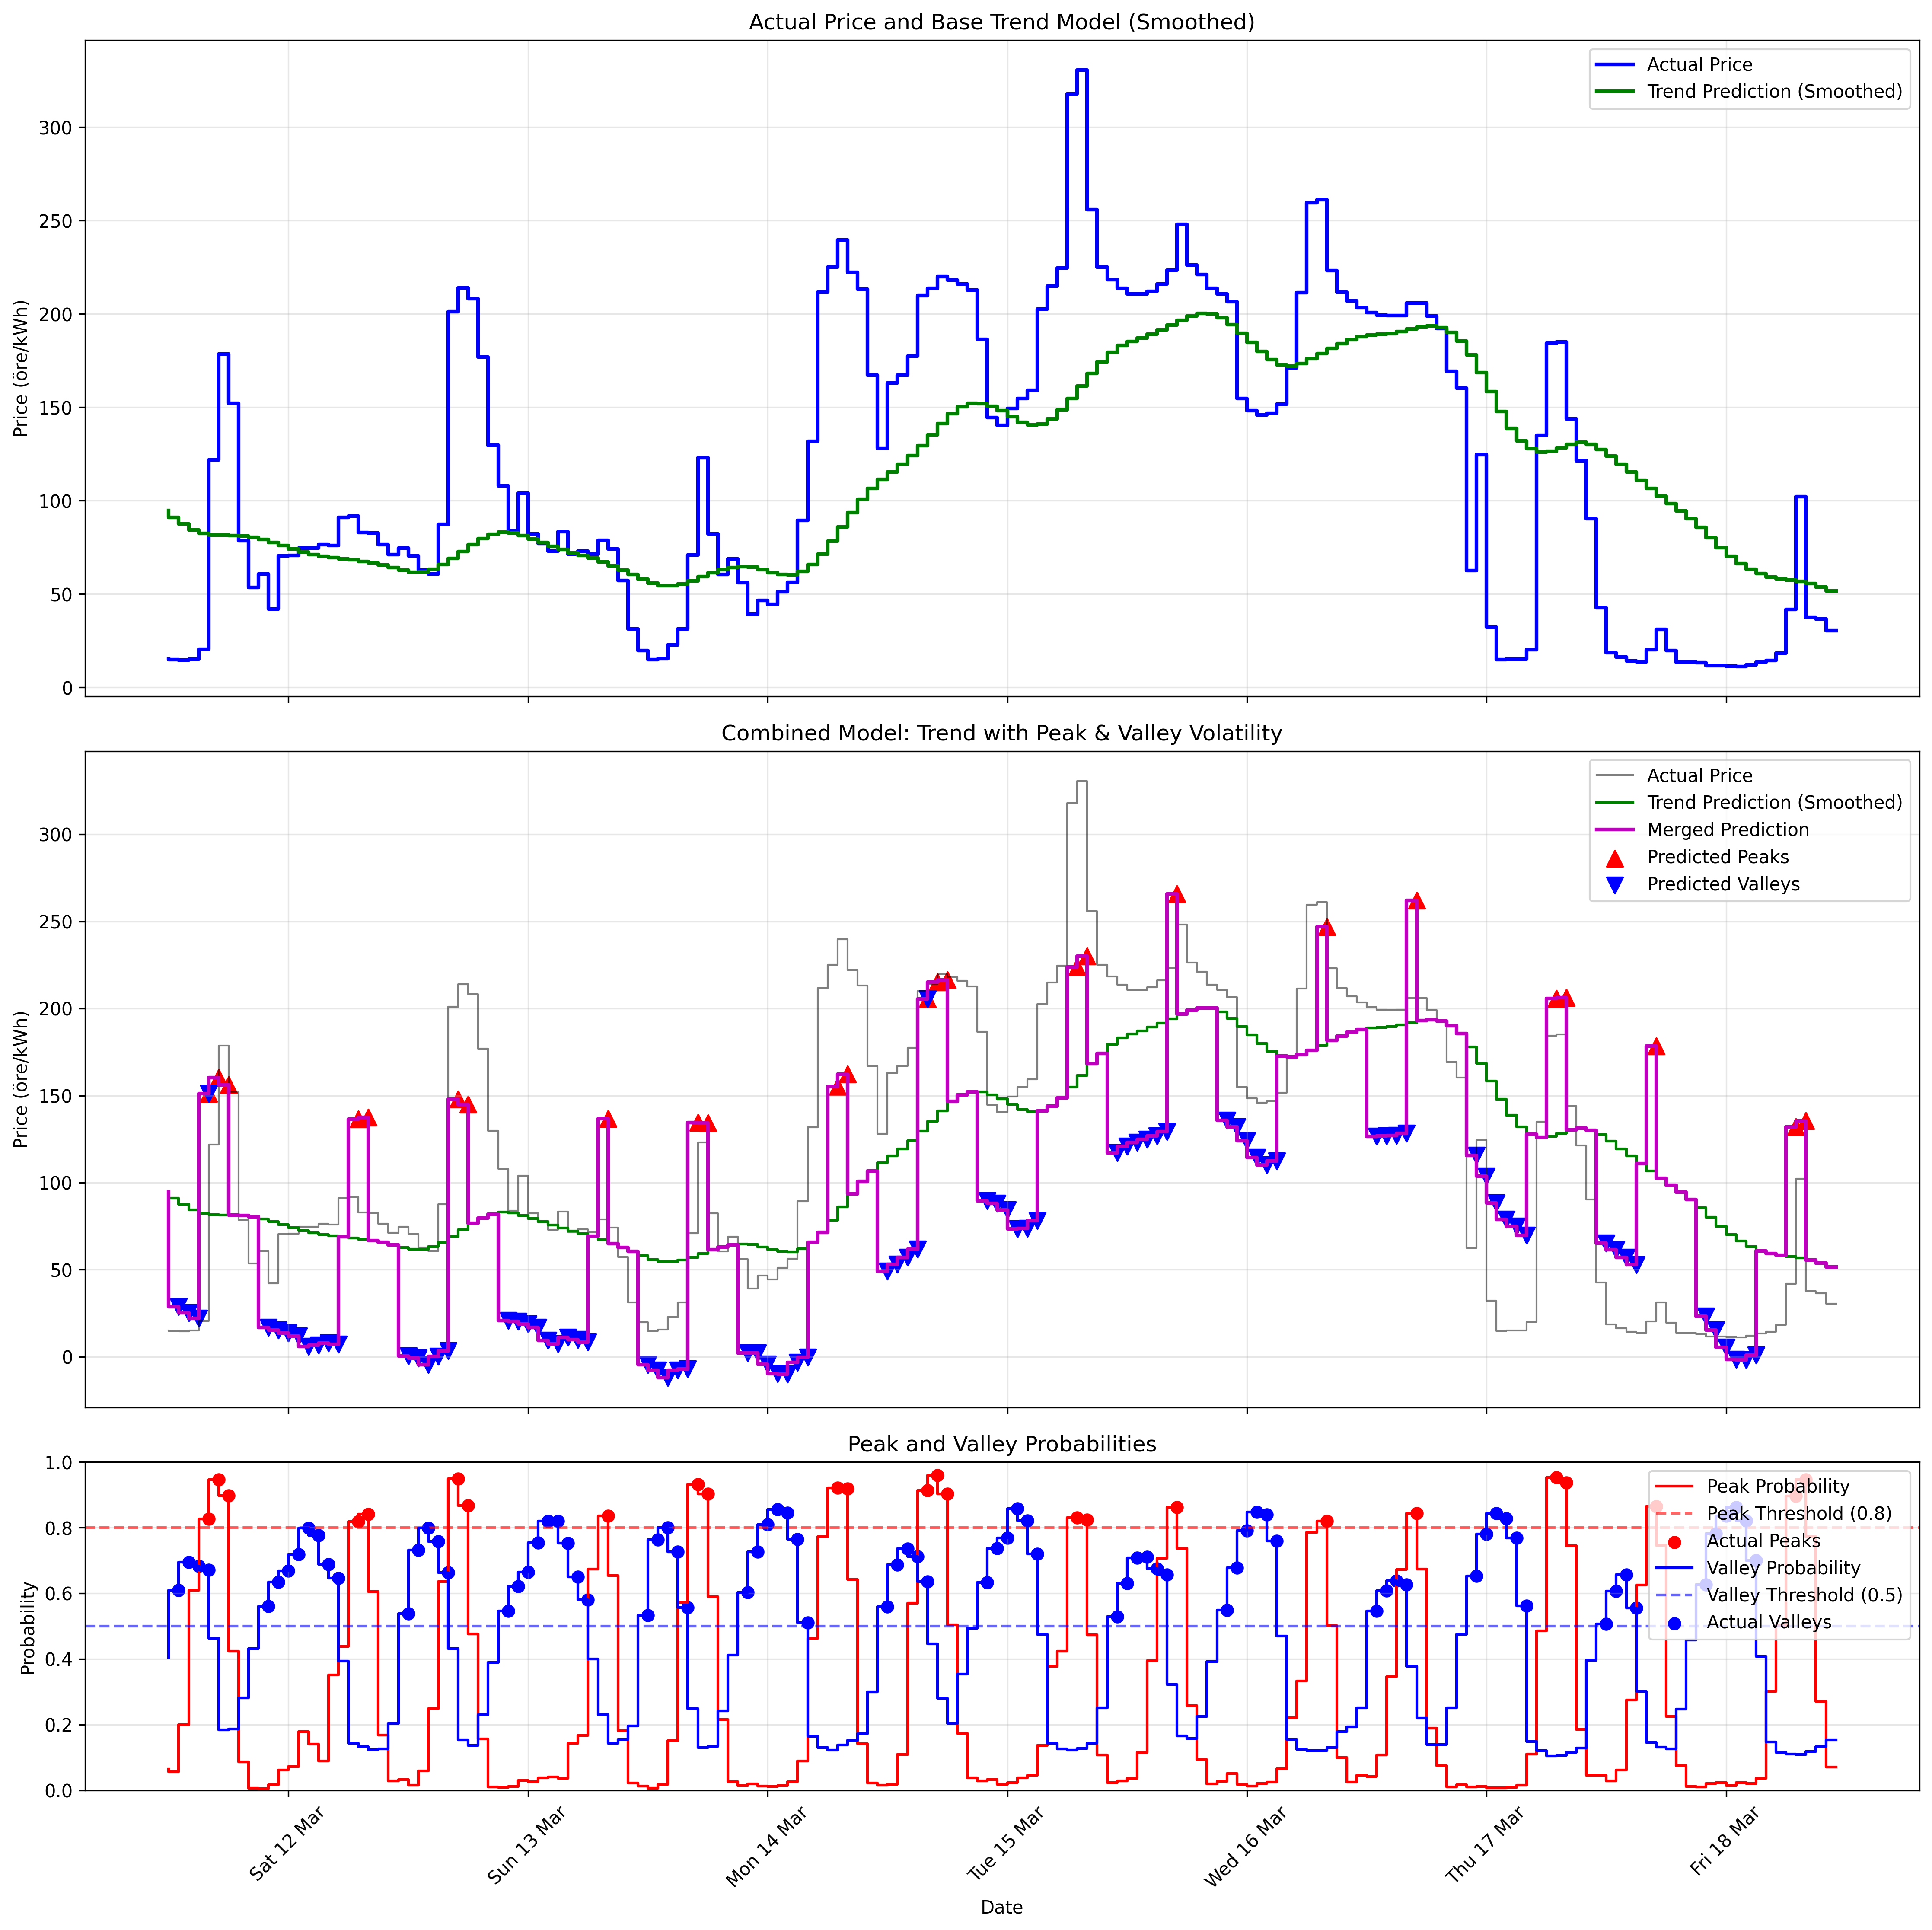 Actual Price and Base Trend Model (Smoothed)
Price (öre/kWh)
300
250
200
150
100
50
0
Actual Price
Trend Prediction (Smoothed)
Combined Model: Trend with Peak & Valley Volatility
Price (öre/kWh)
300
250
200
150
100
50
0
Actual Price
Trend Prediction (Smoothed)
Merged Prediction
Predicted Peaks
Predicted Valleys
Peak and Valley Probabilities
Probability
1.0
0.8
0.6
0.4
0.2
0.0
Peak Probability
Peak Threshold (0.8)
Actual Peaks
Valley Probability
Valley Threshold (0.5)
Actual Valleys
Sat 12 Mar
Sun 13 Mar
Mon 14 Mar
Tue 15 Mar
Wed 16 Mar
Thu 17 Mar
Fri 18 Mar
Date